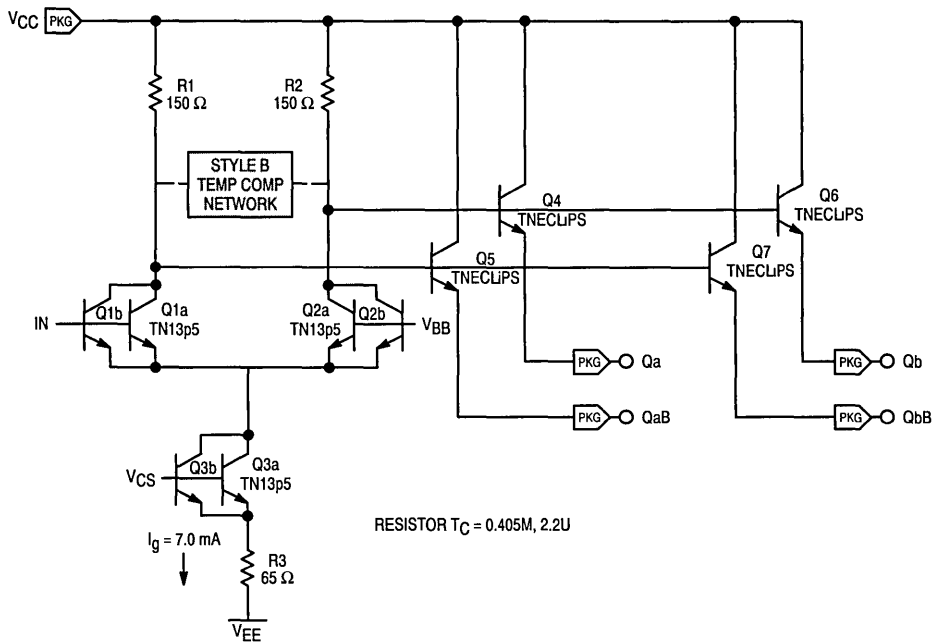 VCC PKG
R1
150 Ω
R2
150 Ω
STYLE B
TEMP COMP
NETWORK
Q4
TNECLiPS
Q6
TNECLiPS
Q5
TNECLiPS
Q7
TNECLiPS
IN
Q1b
Q1a
TN13p5
Q2a
TN13p5
Q2b
VBB
PKG Qa
PKG Qb
PKG QaB
PKG QbB
VCS
Q3b
Q3a
TN13p5
Ig = 7.0 mA
R3
65 Ω
VEE
RESISTOR TC = 0.405M, 2.2U